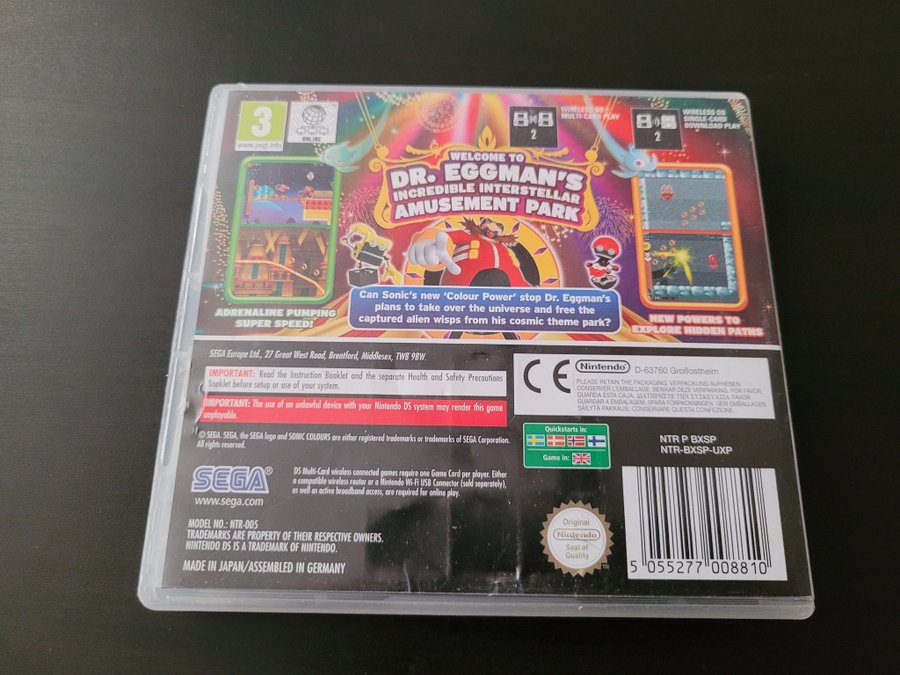 3
www.pegi.info
ONLINE
2
WIRELESS DS
MULTI-CARD PLAY
2
WIRELESS DS
SINGLE-CARD
DOWNLOAD PLAY
WELCOME TO
DR. EGGMAN'S
INCREDIBLE INTERSTELLAR
AMUSEMENT PARK
Can Sonic's new 'Colour Power' stop Dr. Eggman's
plans to take over the universe and free the
captured alien wisps from his cosmic theme park?
ADRENALINE PUMPING
SUPER SPEED!
NEW POWERS TO
EXPLORE HIDDEN PATHS
SEGA Europe Ltd., 27 Great West Road, Brentford, Middlesex, TW8 9BW.
IMPORTANT: Read the Instruction Booklet and the separate Health and Safety Precautions
Booklet before setup or use of your system.
IMPORTANT: The use of an unlawful device with your Nintendo DS system may render this game
unplayable.
© SEGA. SEGA, the SEGA logo and SONIC COLOURS are either registered trademarks or trademarks of SEGA Corporation.
All rights reserved.
SEGA®
www.sega.com
DS Multi-Card wireless connected games require one Game Card per player. Either
a compatible wireless router or a Nintendo Wi-Fi USB Connector (sold separately),
as well as active broadband access, are required for online play.
MODEL NO.: NTR-005
TRADEMARKS ARE PROPERTY OF THEIR RESPECTIVE OWNERS.
NINTENDO DS IS A TRADEMARK OF NINTENDO.
MADE IN JAPAN/ASSEMBLED IN GERMANY
CE
Nintendo® D-63760 Großostheim
PLEASE RETAIN THE PACKAGING. VERPACKUNG AUFHEBEN.
CONSERVER L'EMBALLAGE. BEWAAR DEZE VERPAKKING. POR FAVOR
GUARDA ESTA CAJA. ΔΙΑΤΗΡΗΣΤΕ ΤΗΝ ΣΥΣΚΕΥΑΣΙΑ. FAVOR
GUARDAR A EMBALAGEM. SPARA FÖRPACKNINGEN. GEM EMBALLAGEN.
SÄILYTÄ PAKKAUS. CONSERVARE QUESTA CONFEZIONE.
Quickstarts in:
Game in:
NTR P BXSP
NTR-BXSP-UXP
Original
Nintendo®
Seal of
Quality
TM
5 055277 008810